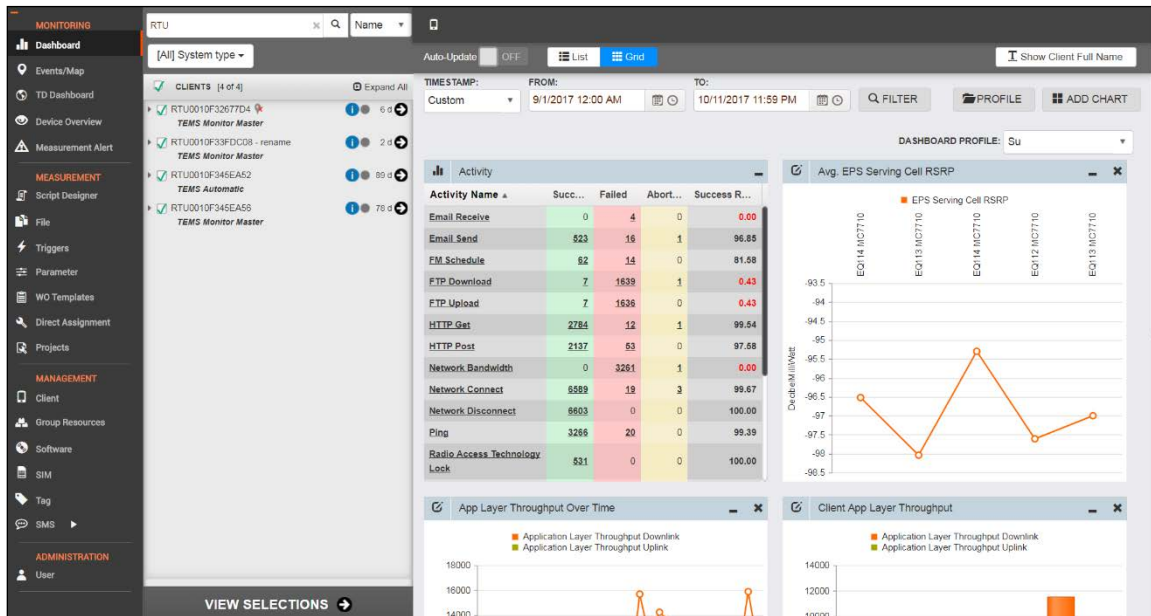 MONITORING
Dashboard
Events/Map
TD Dashboard
Device Overview
Measurement Alert
MEASUREMENT
Script Designer
File
Triggers
Parameter
WO Templates
Direct Assignment
Projects
MANAGEMENT
Client
Group Resources
Software
SIM
Tag
SMS
ADMINISTRATION
User
RTU
Name
[All] System type
CLIENTS [4 of 4]
Expand All
RTU0010F32677D4 6 d
TEMS Monitor Master
RTU0010F33FDC08 - rename 2 d
TEMS Monitor Master
RTU0010F345EA52 89 d
TEMS Automatic
RTU0010F345EA56 78 d
TEMS Monitor Master
VIEW SELECTIONS
Auto-Update OFF List Grid
Show Client Full Name
TIMESTAMP: FROM: TO:
Custom 9/1/2017 12:00 AM 10/11/2017 11:59 PM FILTER PROFILE ADD CHART
DASHBOARD PROFILE: Su
Activity
Activity Name Succ... Failed Abort... Success R...
Email Receive 0 4 0 0.00
Email Send 523 16 1 96.85
FM Schedule 62 14 0 81.58
FTP Download 7 1639 1 0.43
FTP Upload 7 1636 0 0.43
HTTP Get 2784 12 1 99.54
HTTP Post 2137 53 0 97.58
Network Bandwidth 0 3261 1 0.00
Network Connect 6589 19 3 99.67
Network Disconnect 6603 0 0 100.00
Ping 3266 20 0 99.39
Radio Access Technology
Lock 531 0 0 100.00
Avg. EPS Serving Cell RSRP
EPS Serving Cell RSRP
EQ114 MC7710
EQ113 MC7710
EQ114 MC7710
EQ112 MC7710
EQ113 MC7710
DecibelMilliWatt
-93.5
-94
-94.5
-95
-95.5
-96
-96.5
-97
-97.5
-98
-98.5
App Layer Throughput Over Time
Application Layer Throughput Downlink
Application Layer Throughput Uplink
18000
16000
14000
Client App Layer Throughput
Application Layer Throughput Downlink
Application Layer Throughput Uplink
14000
12000
10000